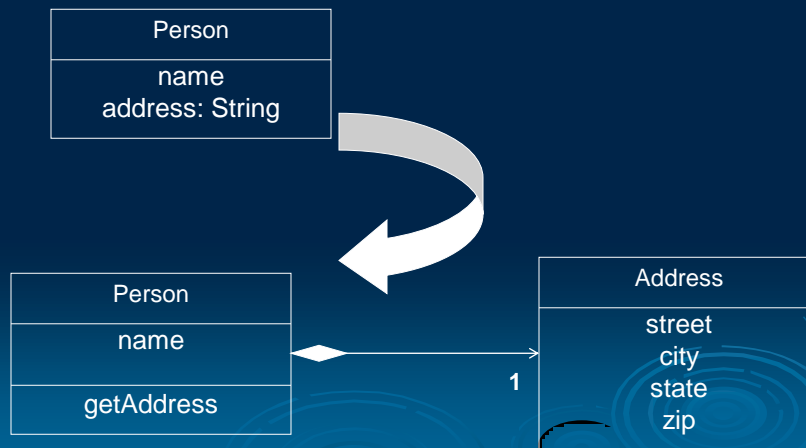 Person
name
address: String
Person
name
getAddress
1
Address
street
city
state
zip